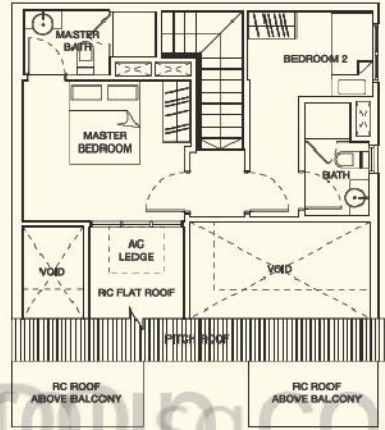 MASTER
BATH
BEDROOM 2
MASTER
BEDROOM
BATH
VOID
AC
LEDGE
RC FLAT ROOF
VOID
PITCH ROOF
RC ROOF
ABOVE BALCONY
RC ROOF
ABOVE BALCONY